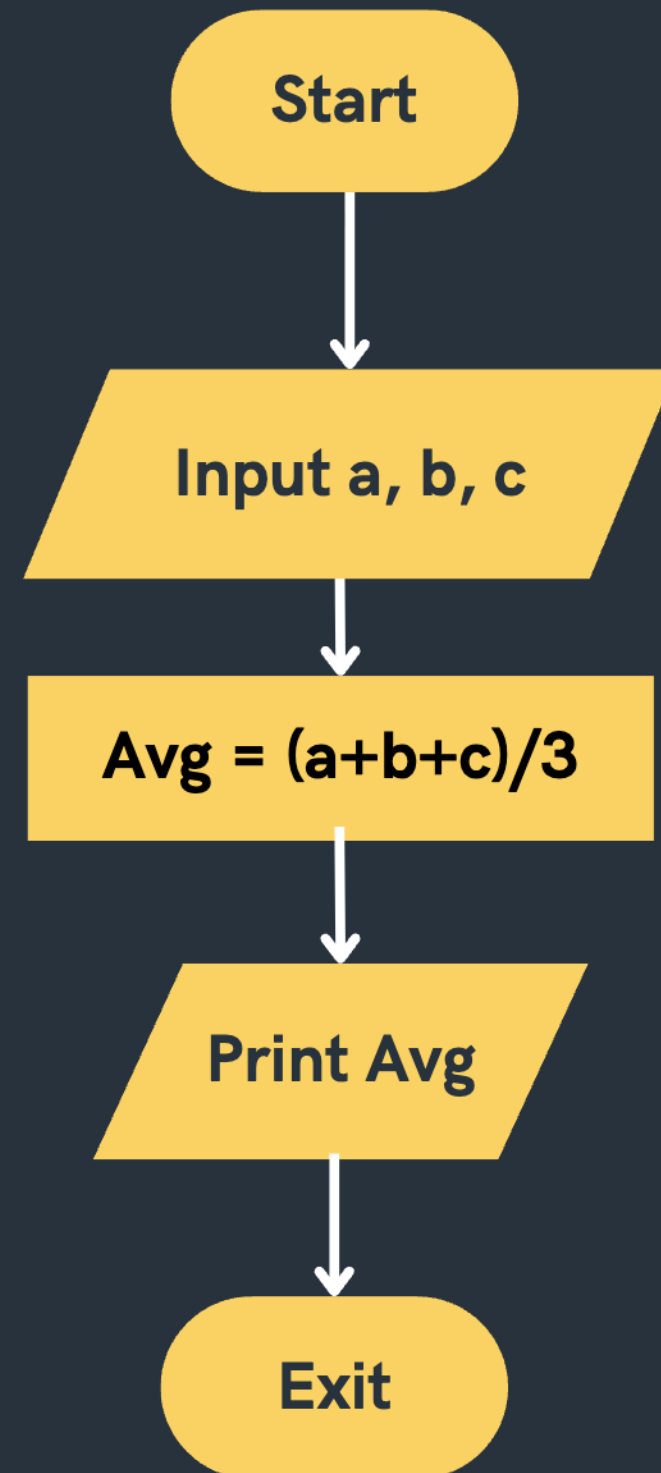 Start
Input a, b, c
Avg = (a+b+c)/3
Print Avg
Exit